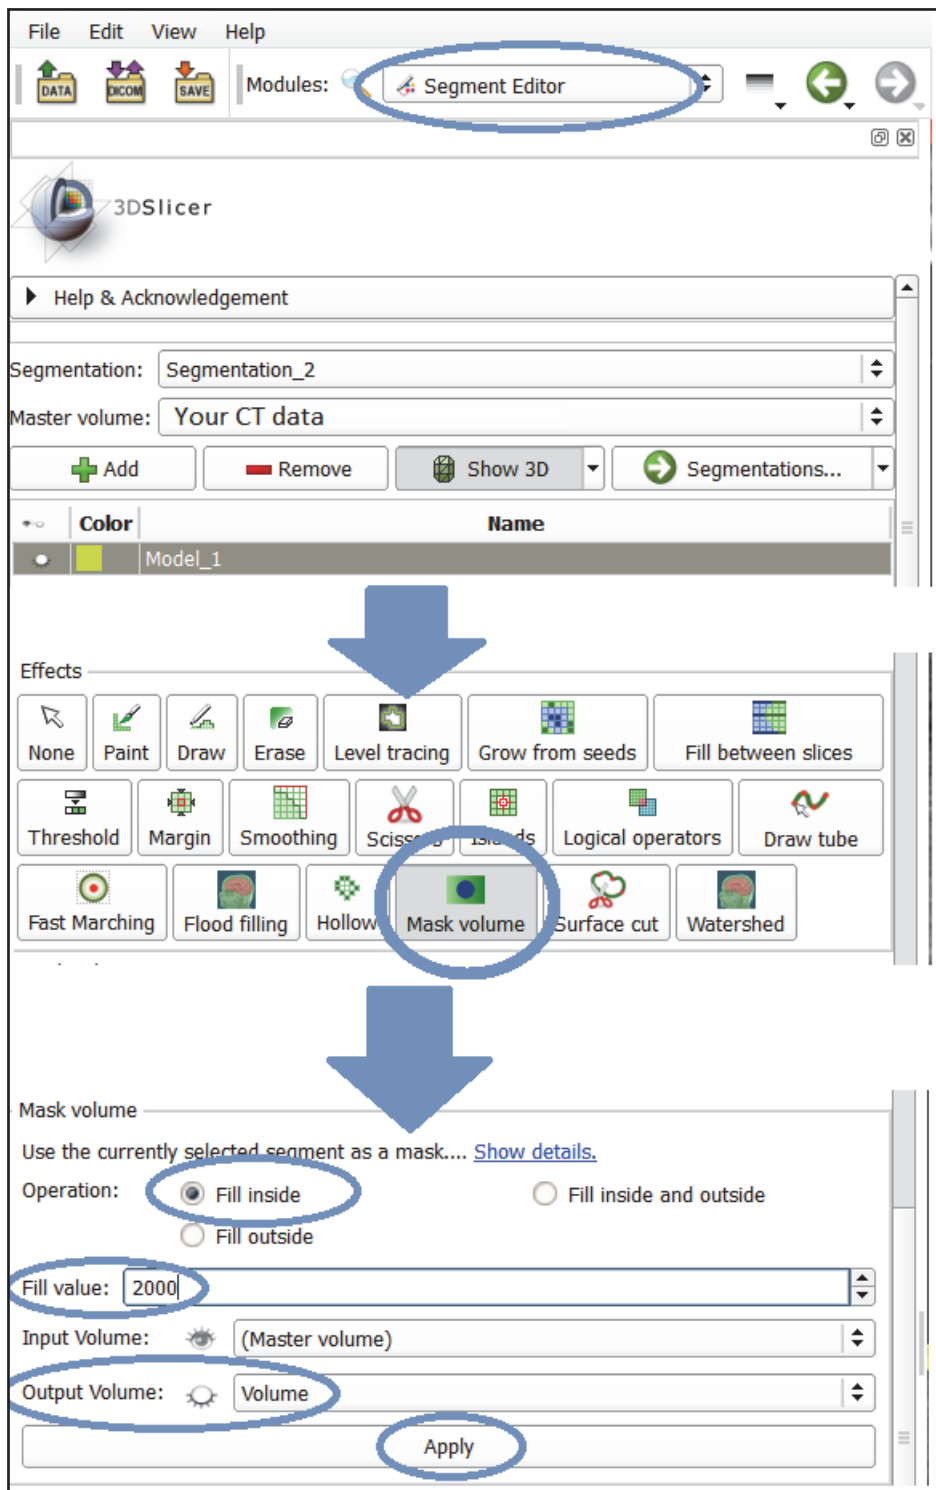 File Edit View Help
DATA DICOM SAVE Modules: Segment Editor
3DSlicer
Help & Acknowledgement
Segmentation: Segmentation_2
Master volume: Your CT data
Add Remove Show 3D Segmentations...
Color Name
Model_1
Effects
None Paint Draw Erase Level tracing Grow from seeds Fill between slices
Threshold Margin Smoothing Scissors Islands Logical operators Draw tube
Fast Marching Flood filling Hollow Mask volume Surface cut Watershed
Mask volume
Use the currently selected segment as a mask.... Show details.
Operation: Fill inside Fill inside and outside
Fill outside
Fill value: 2000
Input Volume: (Master volume)
Output Volume: Volume
Apply